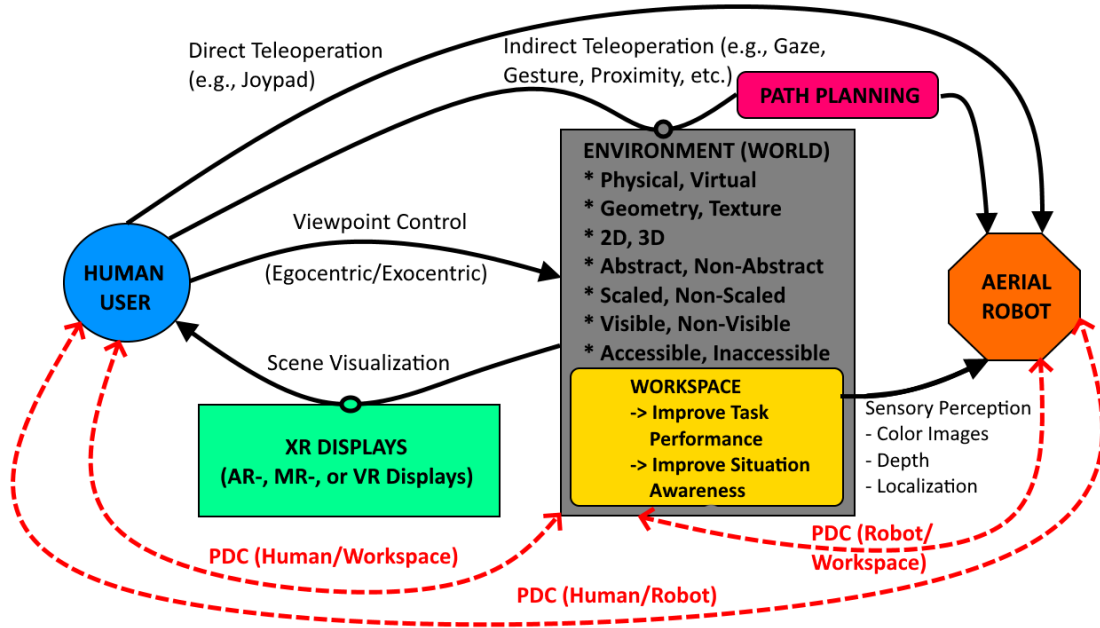 Direct Teleoperation
(e.g., Joypad)
Indirect Teleoperation (e.g., Gaze,
Gesture, Proximity, etc.)
PATH PLANNING
ENVIRONMENT (WORLD)
* Physical, Virtual
* Geometry, Texture
* 2D, 3D
* Abstract, Non-Abstract
* Scaled, Non-Scaled
* Visible, Non-Visible
* Accessible, Inaccessible
Viewpoint Control
(Egocentric/Exocentric)
HUMAN
USER
AERIAL
ROBOT
Scene Visualization
XR DISPLAYS
(AR-, MR-, or VR Displays)
WORKSPACE
-> Improve Task
Performance
-> Improve Situation
Awareness
Sensory Perception
- Color Images
- Depth
- Localization
PDC (Human/Workspace)
PDC (Robot/
Workspace)
PDC (Human/Robot)